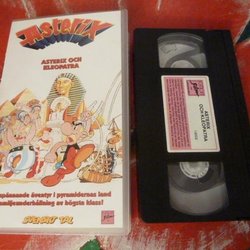 Asterix
ASTERIX OCH
KLEOPATRA
spännande äventyr i pyramidernas land
familjeunderhållning av högsta klass!
SVENSKT TAL
ASTERIX
OCH KLEOPATRA